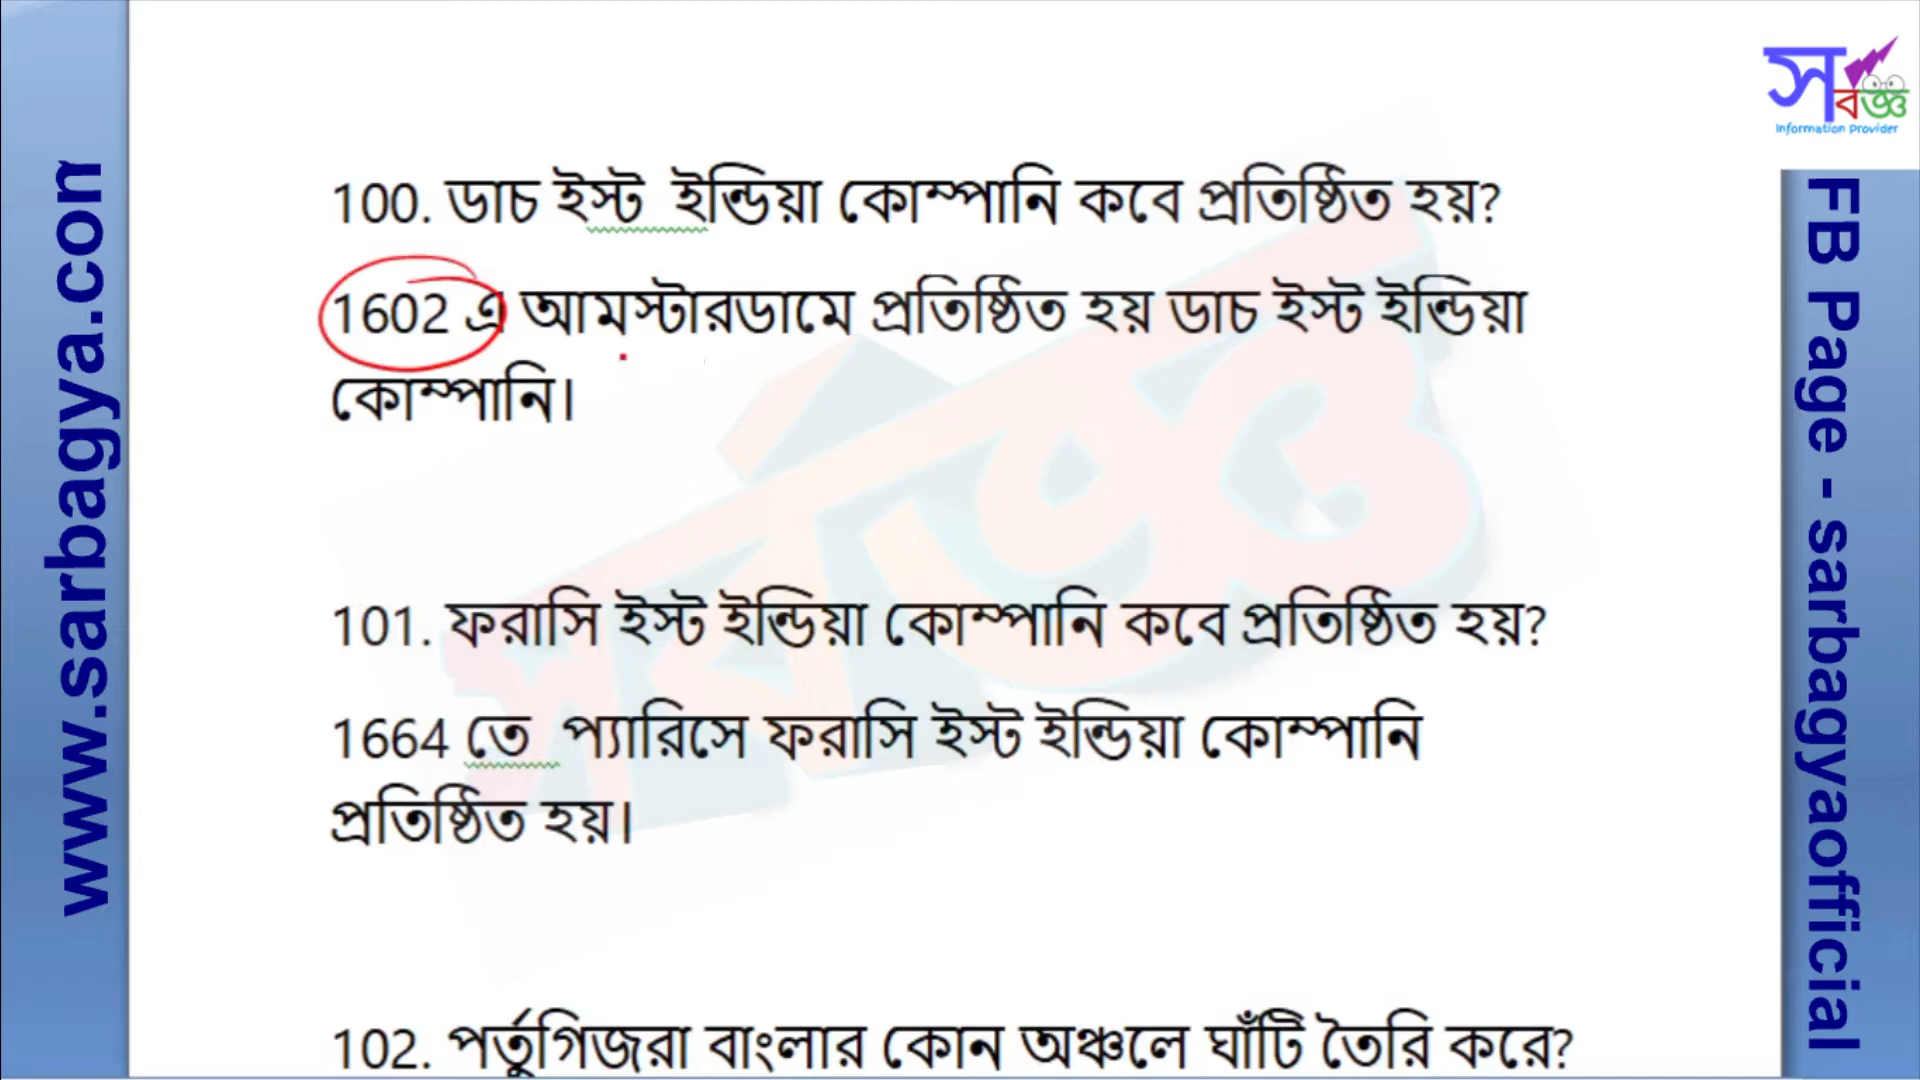 www.sarbagya.com
সবজ্ঞ
Information Provider
100. ডাচ ইস্ট ইন্ডিয়া কোম্পানি কবে প্রতিষ্ঠিত হয়?
1602 এ আমস্টারডামে প্রতিষ্ঠিত হয় ডাচ ইস্ট ইন্ডিয়া
কোম্পানি।
101. ফরাসি ইস্ট ইন্ডিয়া কোম্পানি কবে প্রতিষ্ঠিত হয়?
1664 তে প্যারিসে ফরাসি ইস্ট ইন্ডিয়া কোম্পানি
প্রতিষ্ঠিত হয়।
102. পর্তুগিজরা বাংলার কোন অঞ্চলে ঘাঁটি তৈরি করে?
FB Page - sarbagyaofficial